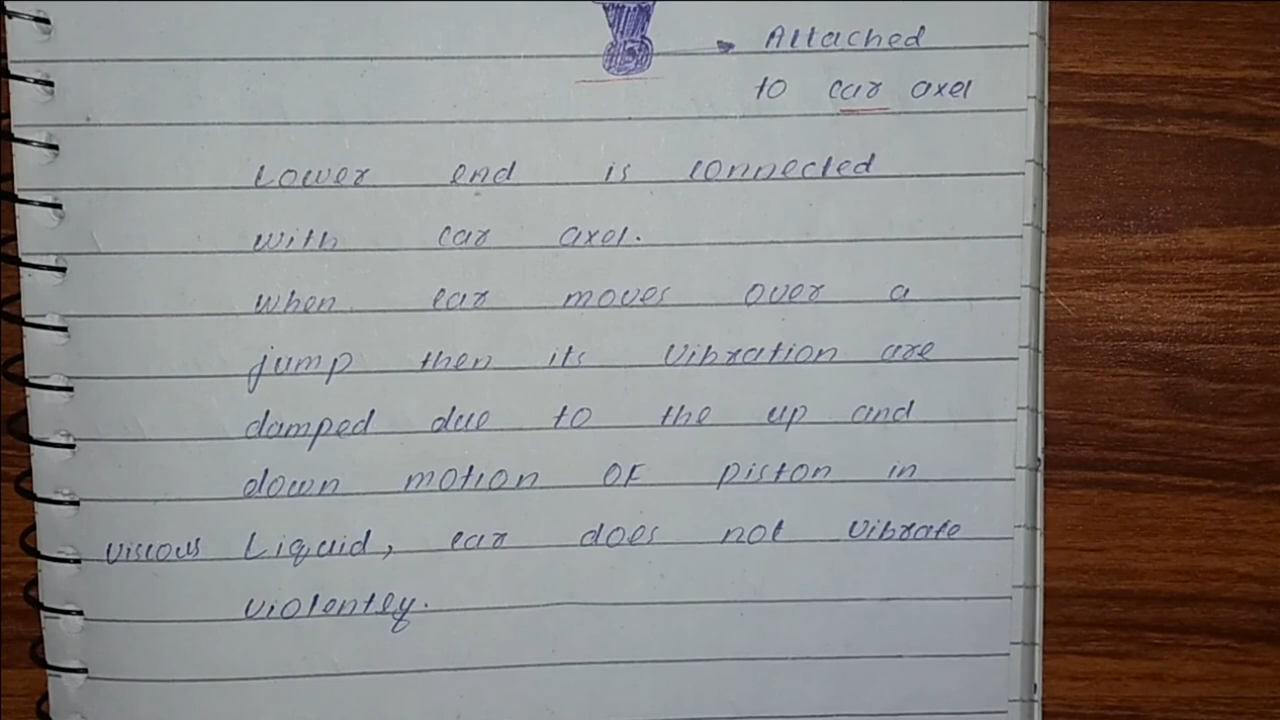 Attached
to car axel
Lower end is connected
with car axel.
when car moves over a
jump then its vibration are
damped due to the up and
down motion OF piston in
viscous Liquid, car does not vibrate
violently.